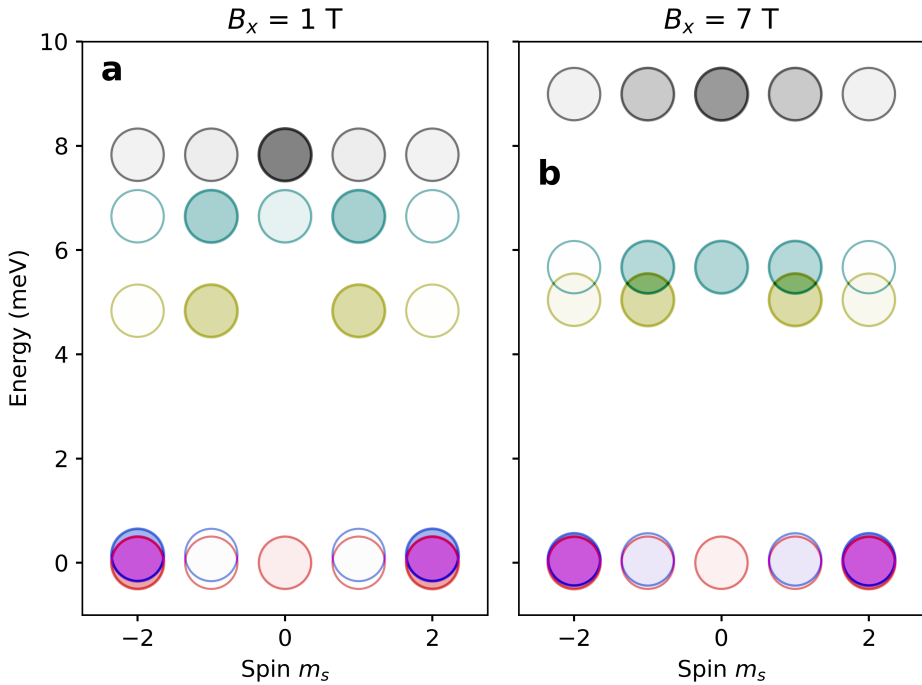 B_x = 1 T
B_x = 7 T
a
b
10
8
6
4
2
0
Energy (meV)
−2
0
2
−2
0
2
Spin m_s
Spin m_s